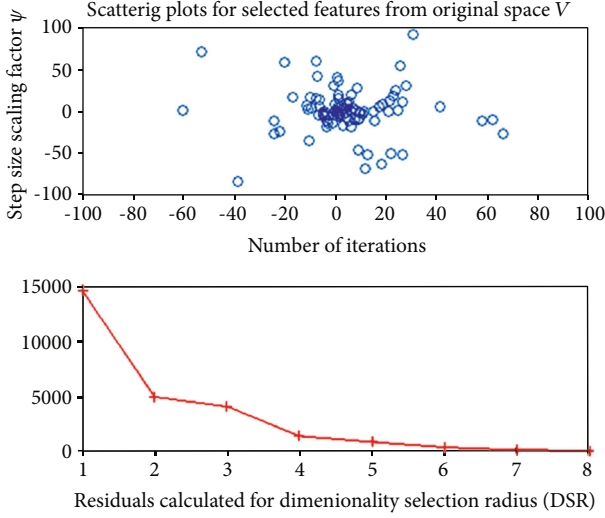 Scatterig plots for selected features from original space V
Step size scaling factor ψ
100
50
0
-50
-100
-100 -80 -60 -40 -20 0 20 40 60 80 100
Number of iterations
15000
10000
5000
0
1 2 3 4 5 6 7 8
Residuals calculated for dimenionality selection radius (DSR)